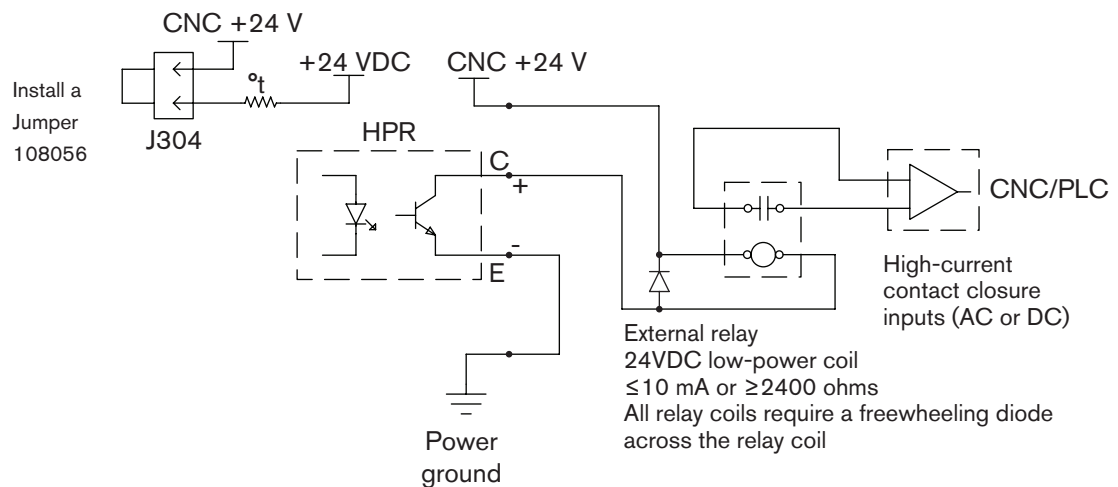 CNC +24 V
Install a
Jumper
108056
J304
°t
+24 VDC
CNC +24 V
HPR
C
+
-
E
Power
ground
CNC/PLC
High-current
contact closure
inputs (AC or DC)
External relay
24VDC low-power coil
≤10 mA or ≥2400 ohms
All relay coils require a freewheeling diode
across the relay coil